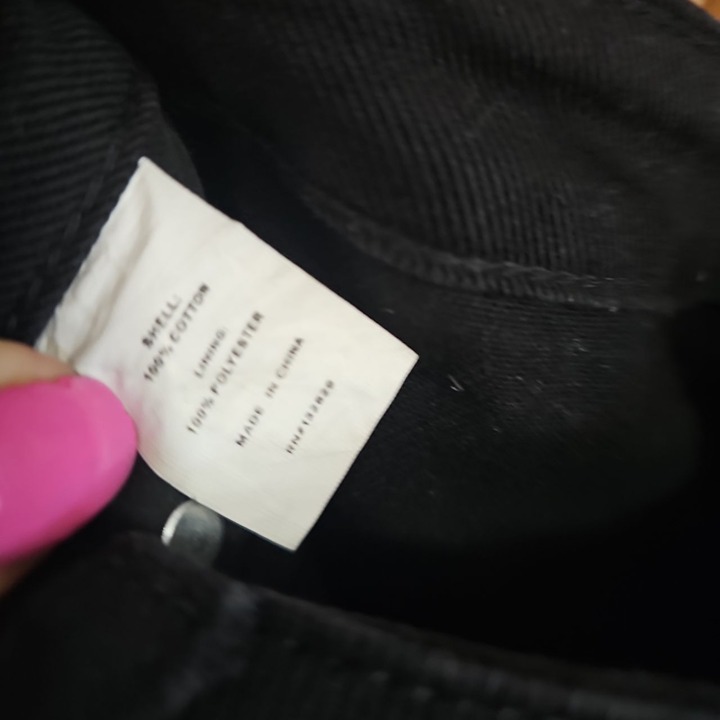 SHELL:
100% COTTON
LINING:
100% POLYESTER
MADE IN CHINA